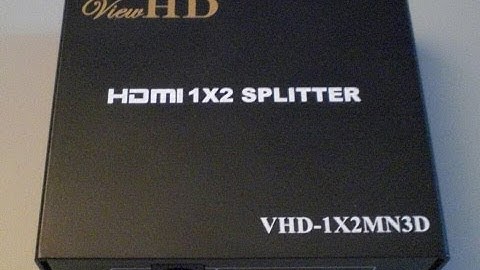 ViewHD
HDMI 1X2 SPLITTER
VHD-1X2MN3D